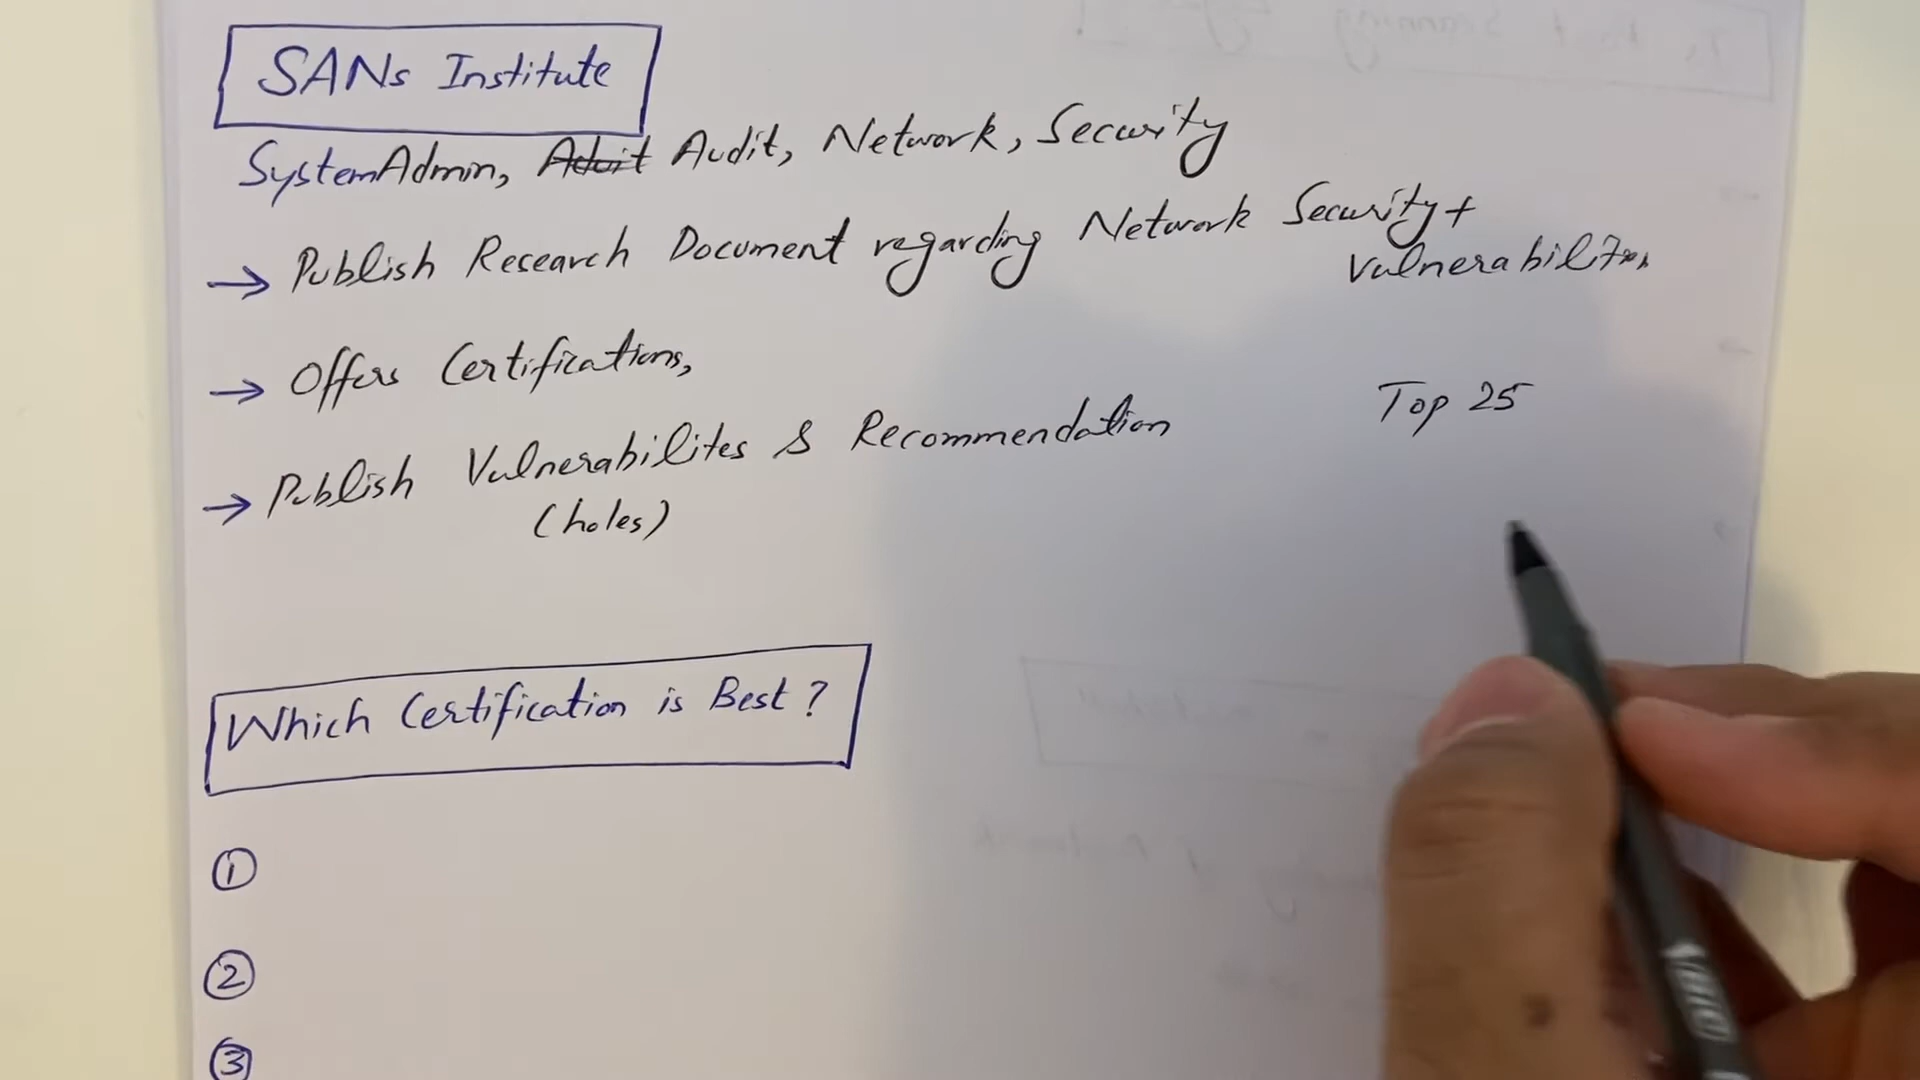 SANs Institute
SystemAdmin, Audit, Network, Security
→ Publish Research Document regarding Network Security +
Vulnerabilities
→ Offers Certifications,
Top 25
→ Publish Vulnerabilites & Recommendation
(holes)
Which Certification is Best?
①
②
③